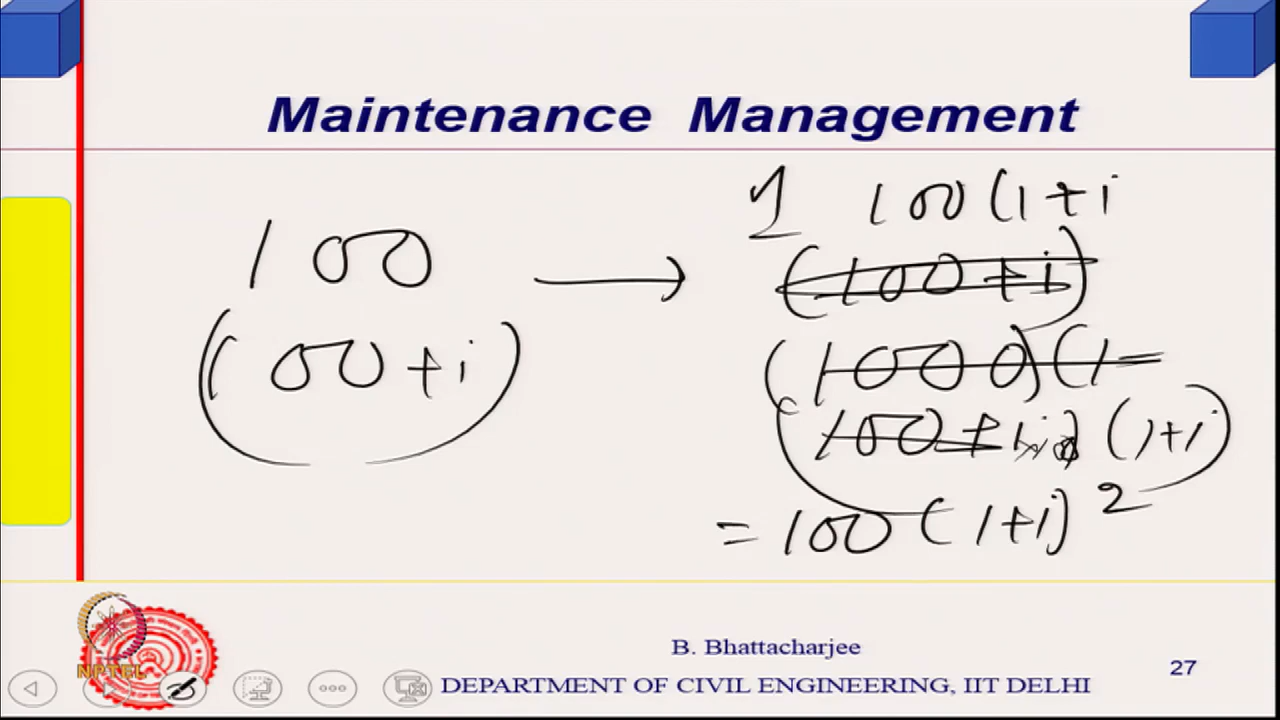 Maintenance Management
1 100(1+i
100 →
(100+i)
(100+i)
(1000)(1-
100+ (1+i)
= 100(1+i)²
NPTEL
B. Bhattacharjee
DEPARTMENT OF CIVIL ENGINEERING, IIT DELHI
27